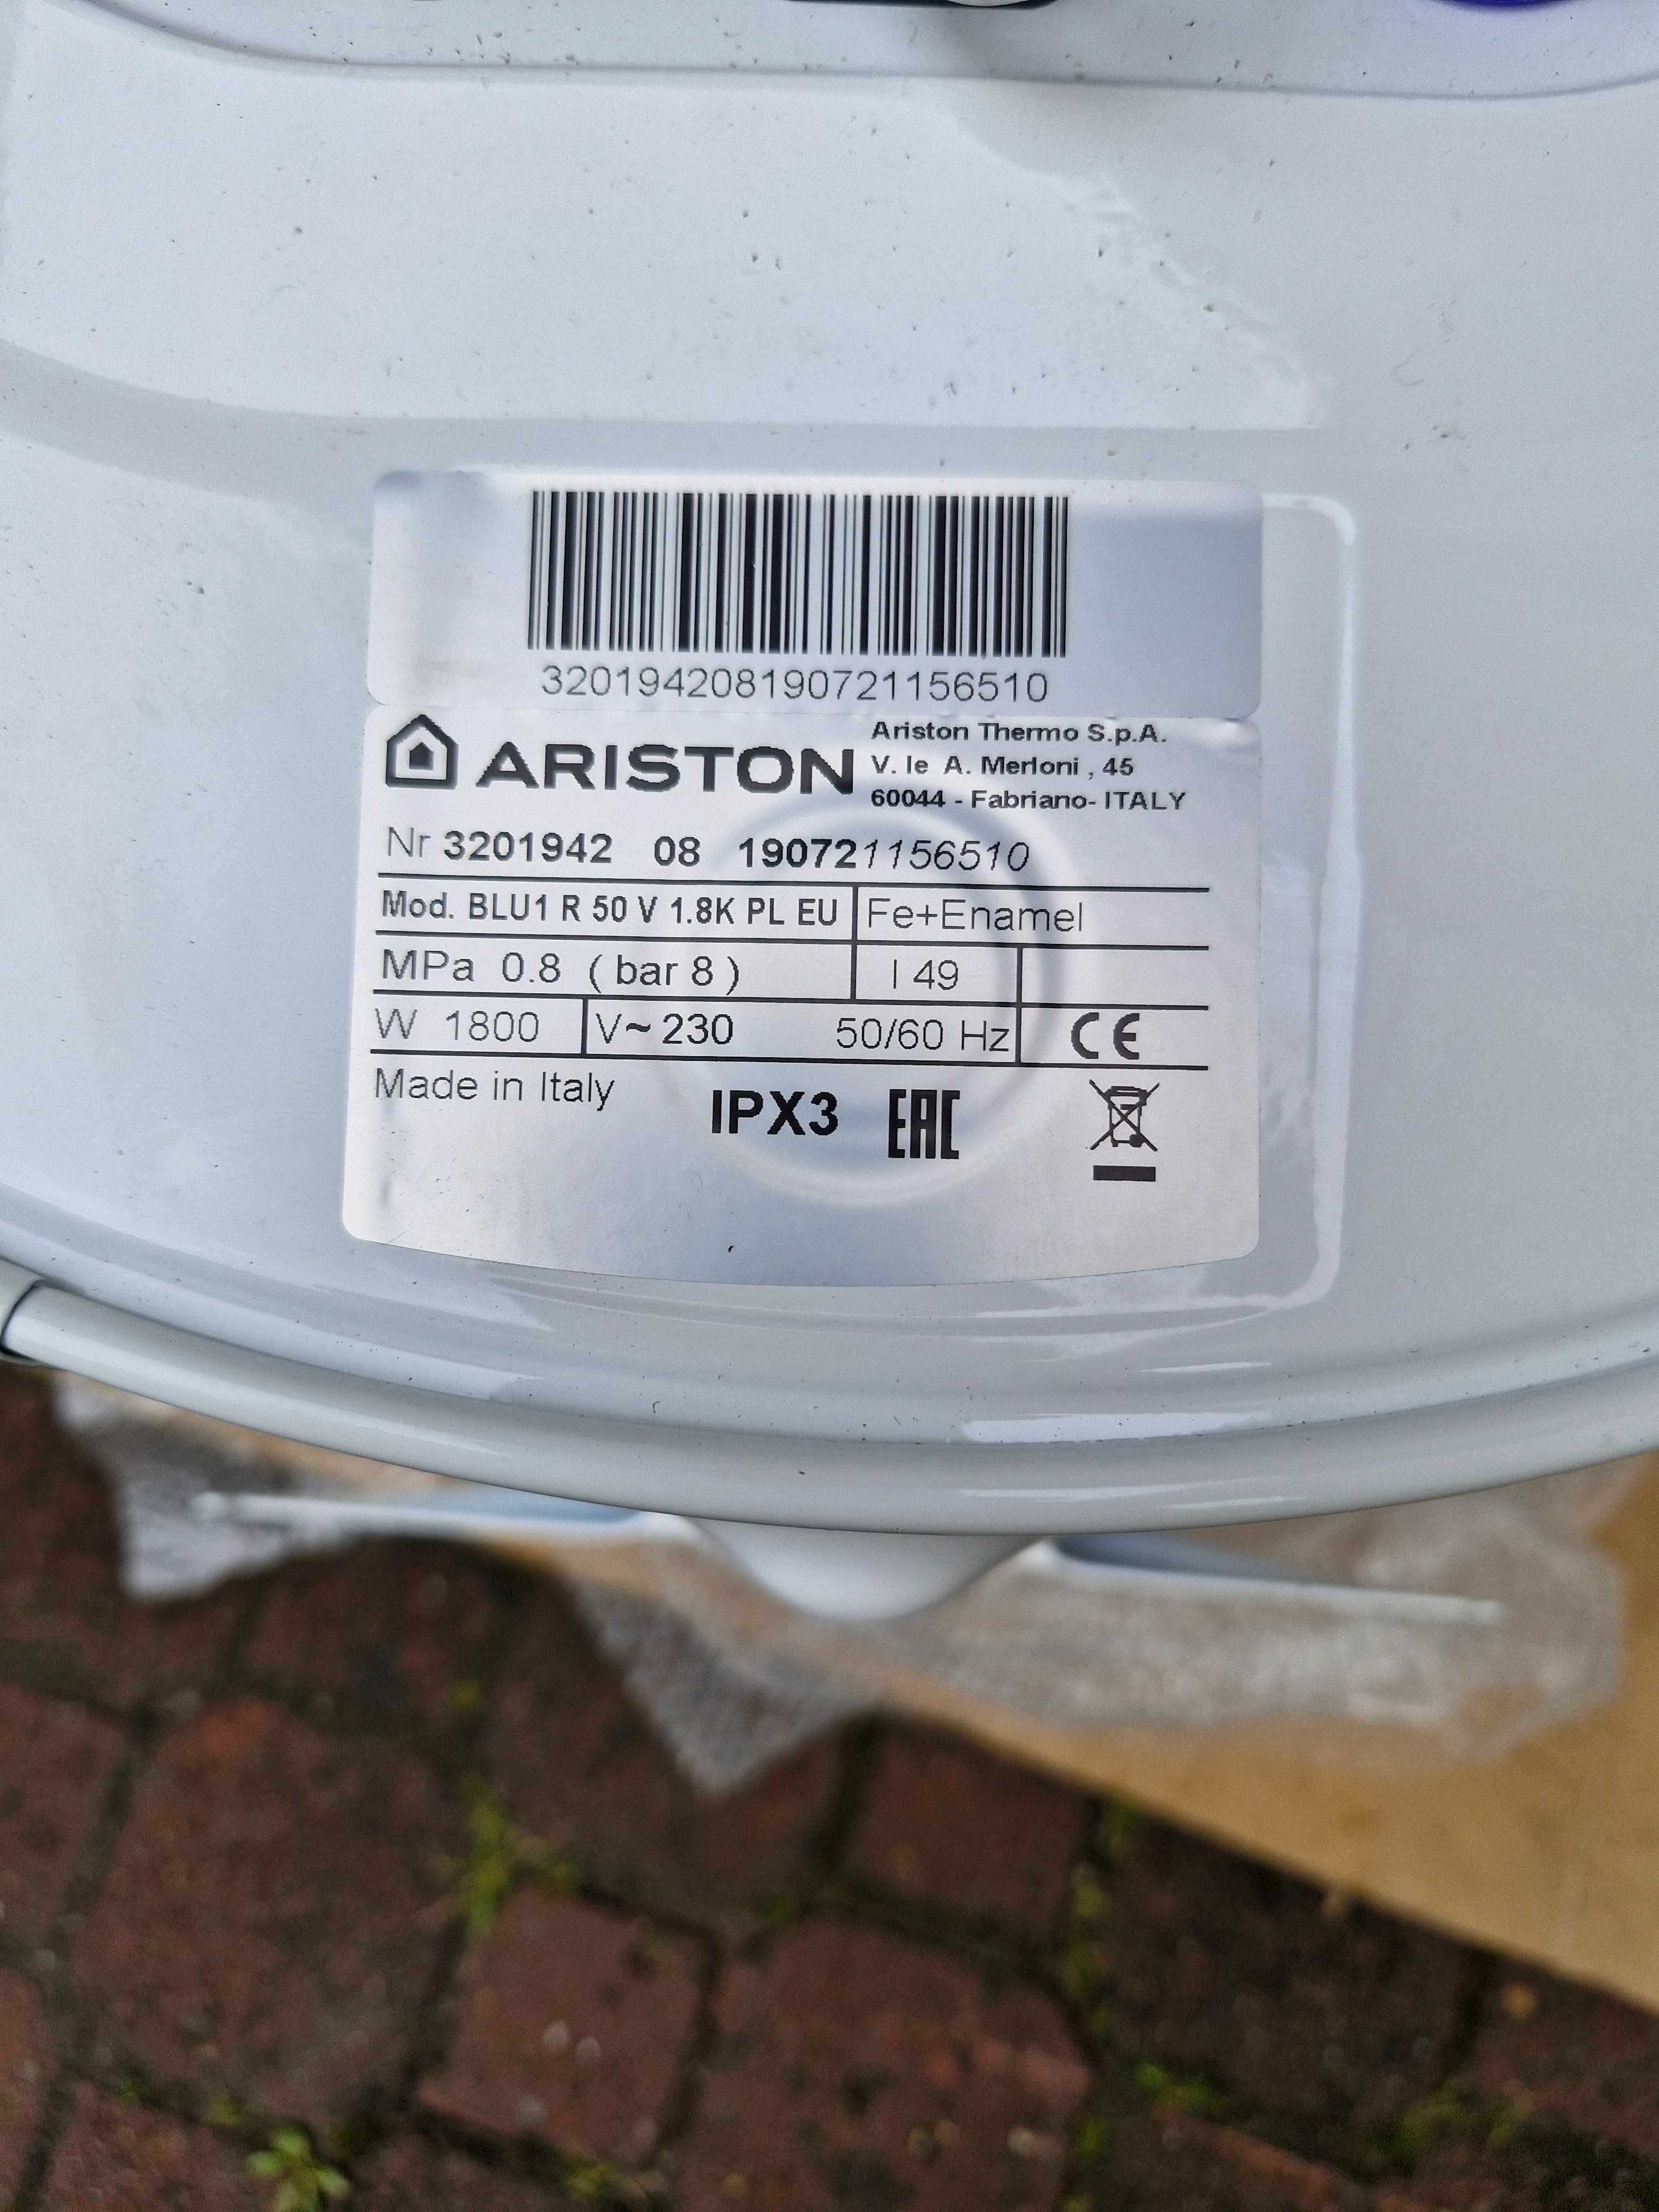 320194208190721156510
ARISTON
Ariston Thermo S.p.A.
V. le A. Merloni , 45
60044 - Fabriano- ITALY
Nr 3201942 08 190721156510
Mod. BLU1 R 50 V 1.8K PL EU Fe+Enamel
MPa 0.8 ( bar 8 ) l 49
W 1800 V~ 230 50/60 Hz CE
Made in Italy IPX3 EAC